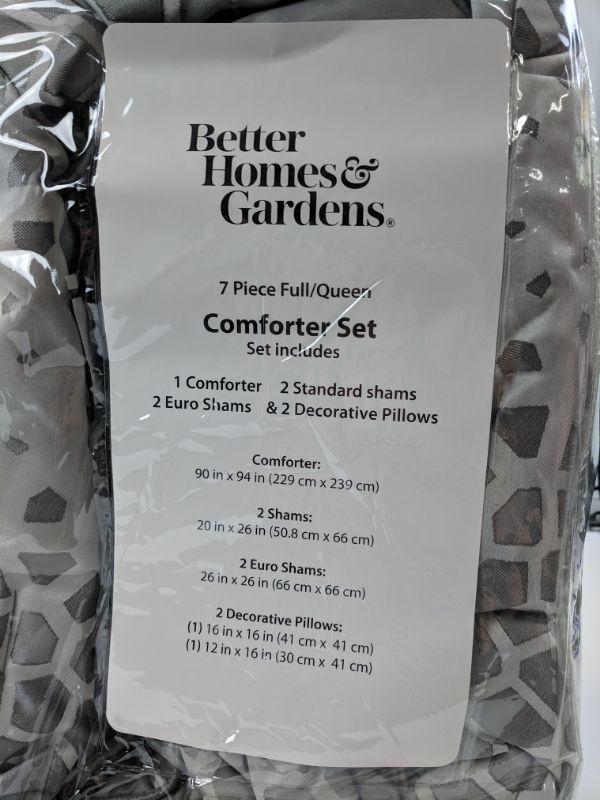 Better
Homes&
Gardens®
7 Piece Full/Queen
Comforter Set
Set includes
1 Comforter 2 Standard shams
2 Euro Shams & 2 Decorative Pillows
Comforter:
90 in x 94 in (229 cm x 239 cm)
2 Shams:
20 in x 26 in (50.8 cm x 66 cm)
2 Euro Shams:
26 in x 26 in (66 cm x 66 cm)
2 Decorative Pillows:
(1) 16 in x 16 in (41 cm x 41 cm)
(1) 12 in x 16 in (30 cm x 41 cm)